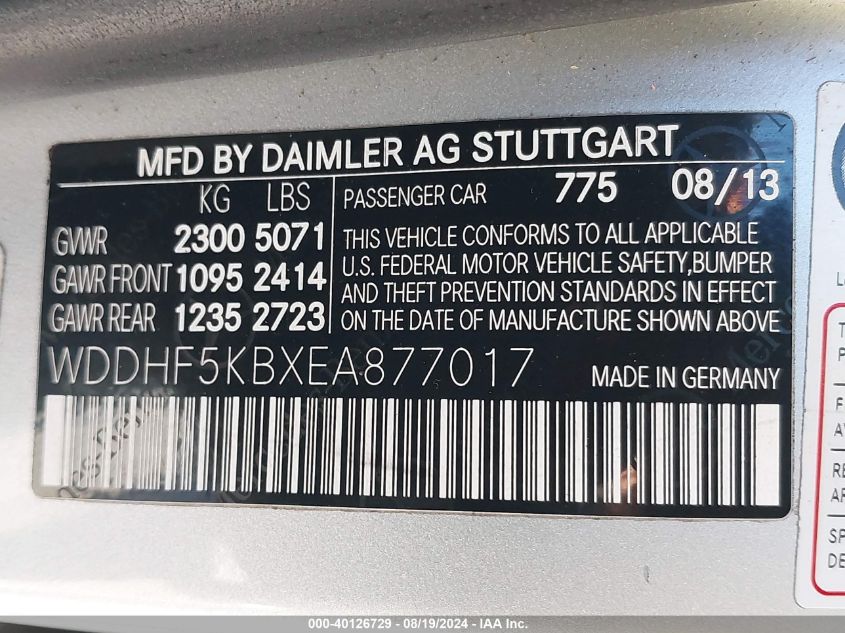 MFD BY DAIMLER AG STUTTGART
KG LBS
GVWR 2300 5071
GAWR FRONT 1095 2414
GAWR REAR 1235 2723
PASSENGER CAR 775 08/13
THIS VEHICLE CONFORMS TO ALL APPLICABLE
U.S. FEDERAL MOTOR VEHICLE SAFETY, BUMPER
AND THEFT PREVENTION STANDARDS IN EFFECT
ON THE DATE OF MANUFACTURE SHOWN ABOVE
WDDHF5KBXEA877017
MADE IN GERMANY
000-40126729 - 08/19/2024 - IAA Inc.